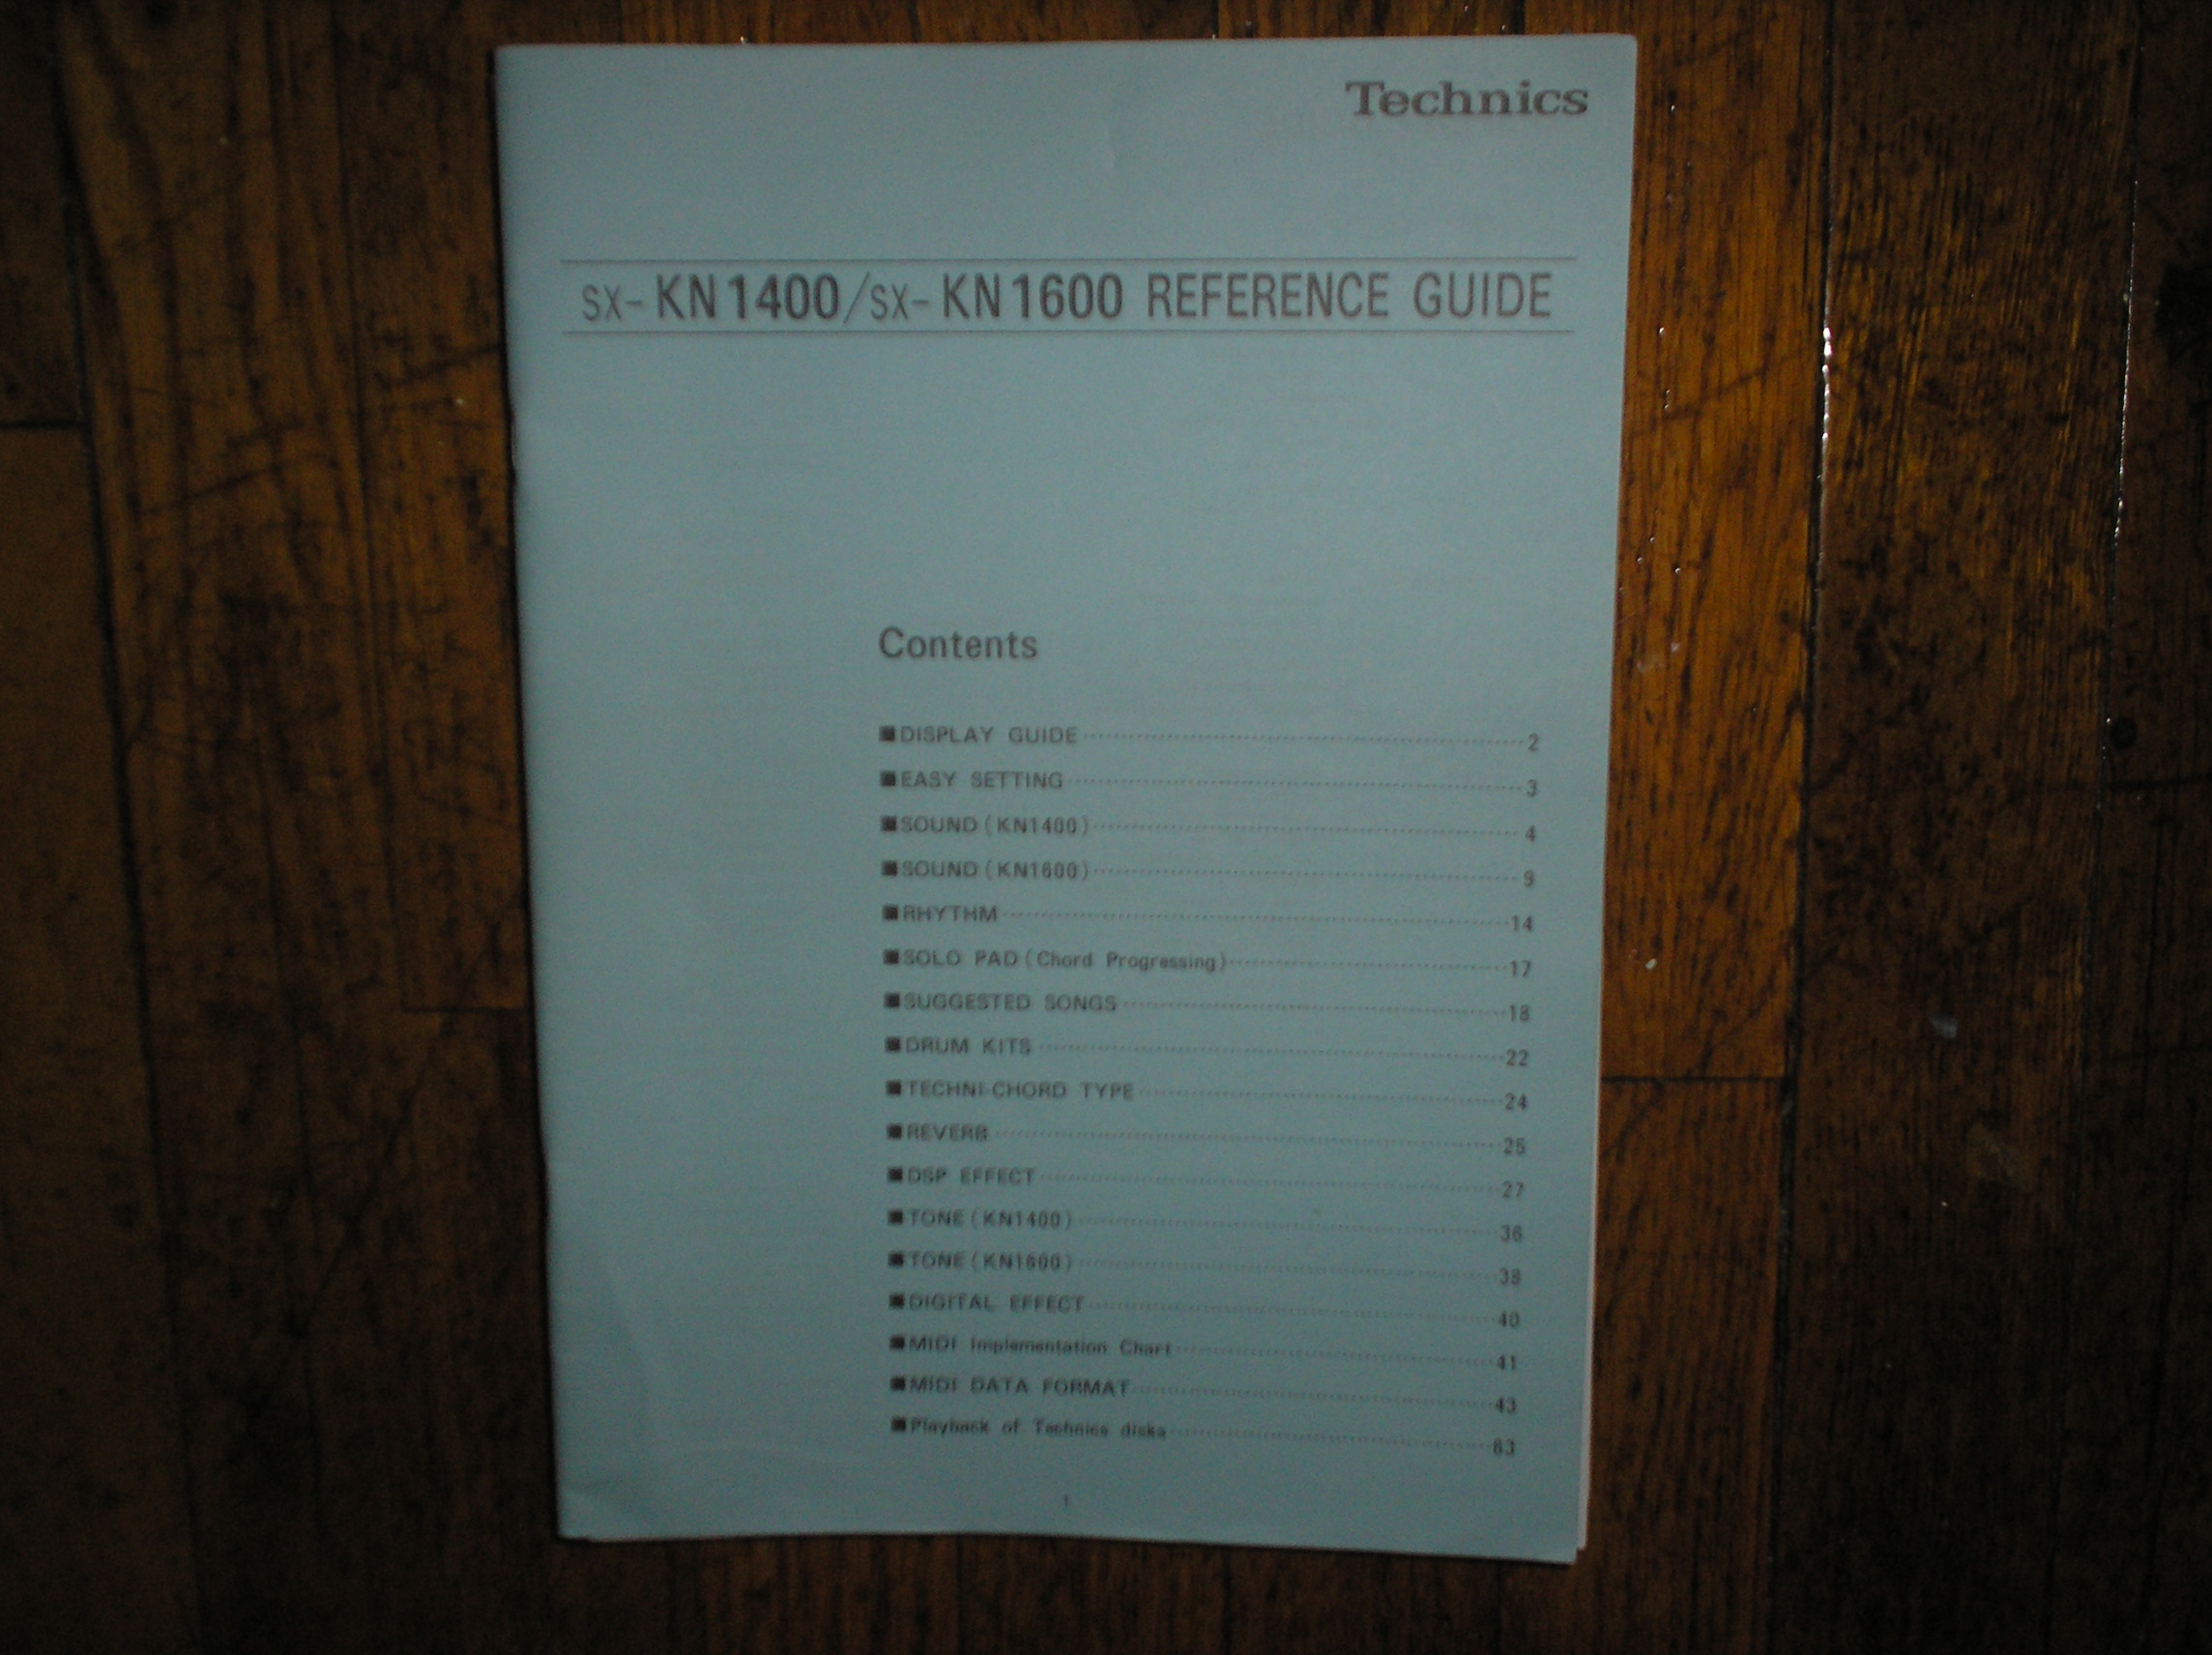 Technics
SX-KN1400/SX-KN1600 REFERENCE GUIDE
Contents
■DISPLAY GUIDE 2
■EASY SETTING 3
■SOUND (KN1400) 4
■SOUND (KN1600) 9
■RHYTHM 14
■SOLO PAD (Chord Progressing) 17
■SUGGESTED SONGS 18
■DRUM KITS 22
■TECHNI-CHORD TYPE 24
■REVERB 25
■DSP EFFECT 27
■TONE (KN1400) 36
■TONE (KN1600) 38
■DIGITAL EFFECT 40
■MIDI Implementation Chart 41
■MIDI DATA FORMAT 43
■Playback of Technics disks 63
1